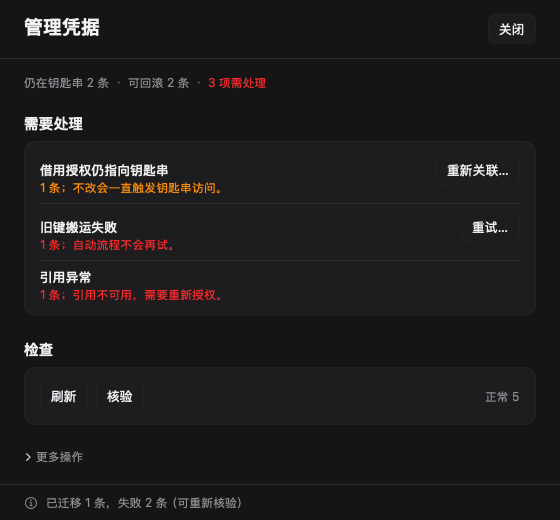 管理凭据
关闭
仍在钥匙串 2 条 · 可回滚 2 条 · 3 项需处理
需要处理
借用授权仍指向钥匙串
重新关联...
1 条；不改会一直触发钥匙串访问。
旧键搬运失败
重试...
1 条；自动流程不会再试。
引用异常
1 条；引用不可用，需要重新授权。
检查
刷新
核验
正常 5
更多操作
已迁移 1 条，失败 2 条（可重新核验）